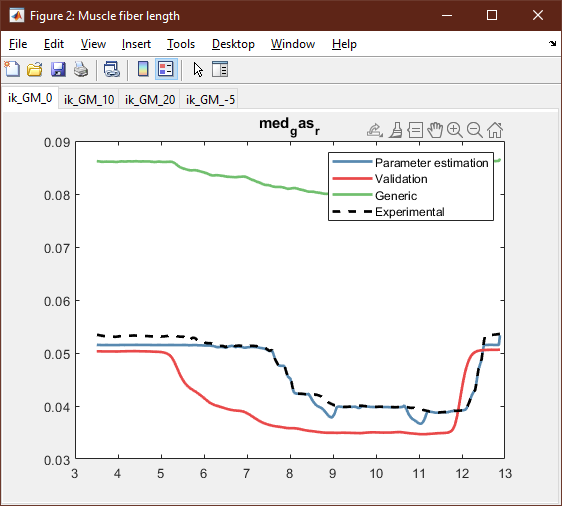 Figure 2: Muscle fiber length
File Edit View Insert Tools Desktop Window Help
ik_GM_0 ik_GM_10 ik_GM_20 ik_GM_-5
med_gas_r
0.09
0.08
0.07
0.06
0.05
0.04
0.03
Parameter estimation
Validation
Generic
Experimental
3 4 5 6 7 8 9 10 11 12 13